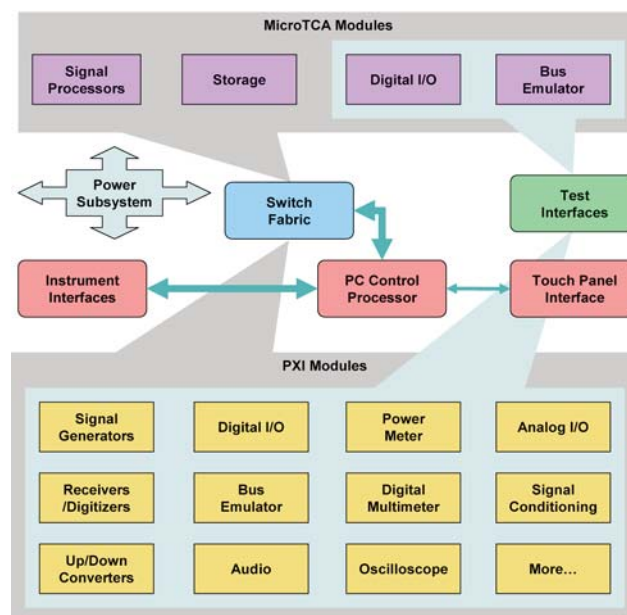 MicroTCA Modules
Signal
Processors
Storage
Digital I/O
Bus
Emulator
Power
Subsystem
Switch
Fabric
Test
Interfaces
Instrument
Interfaces
PC Control
Processor
Touch Panel
Interface
PXI Modules
Signal
Generators
Digital I/O
Power
Meter
Analog I/O
Receivers
/Digitizers
Bus
Emulator
Digital
Multimeter
Signal
Conditioning
Up/Down
Converters
Audio
Oscilloscope
More...